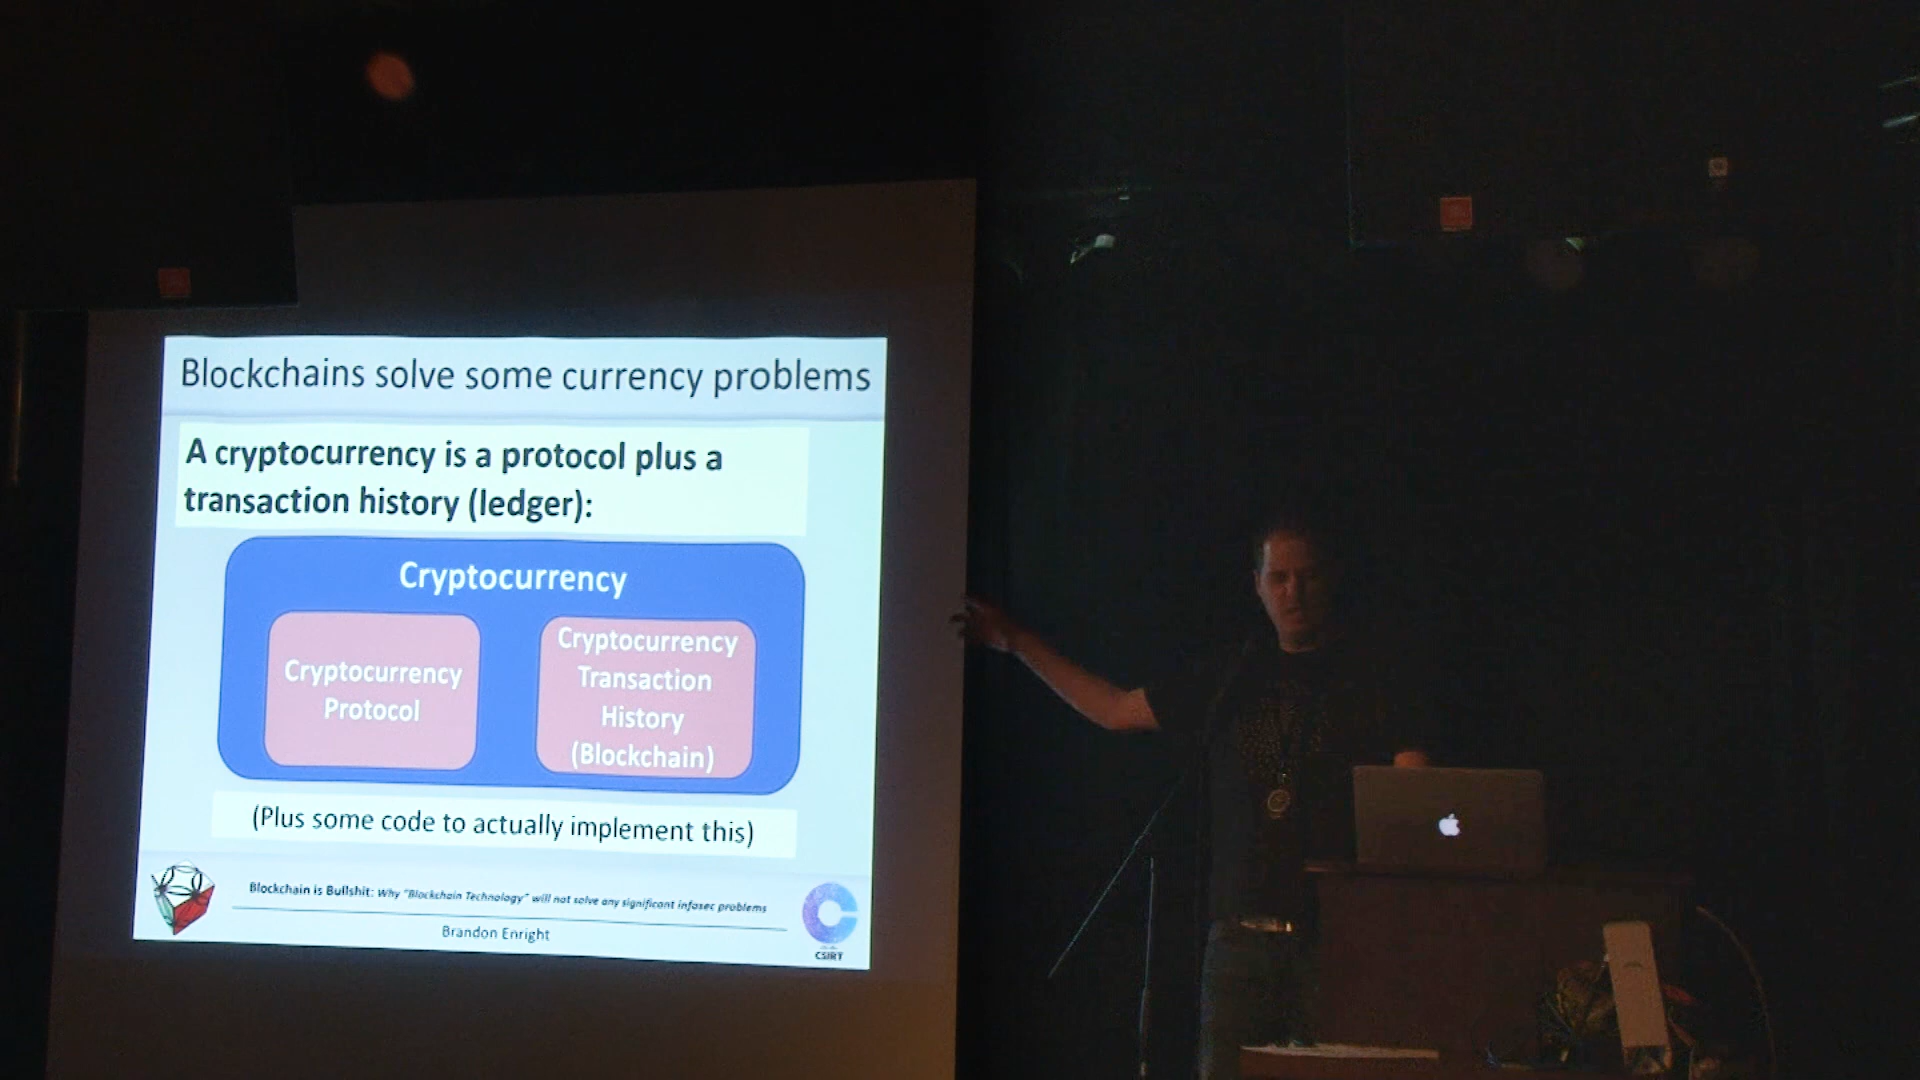 Blockchains solve some currency problems
A cryptocurrency is a protocol plus a
transaction history (ledger):
Cryptocurrency
Cryptocurrency
Protocol
Cryptocurrency
Transaction
History
(Blockchain)
(Plus some code to actually implement this)
Blockchain is Bullshit: Why "Blockchain Technology" will not solve any significant infosec problems
Brandon Enright
CSIRT